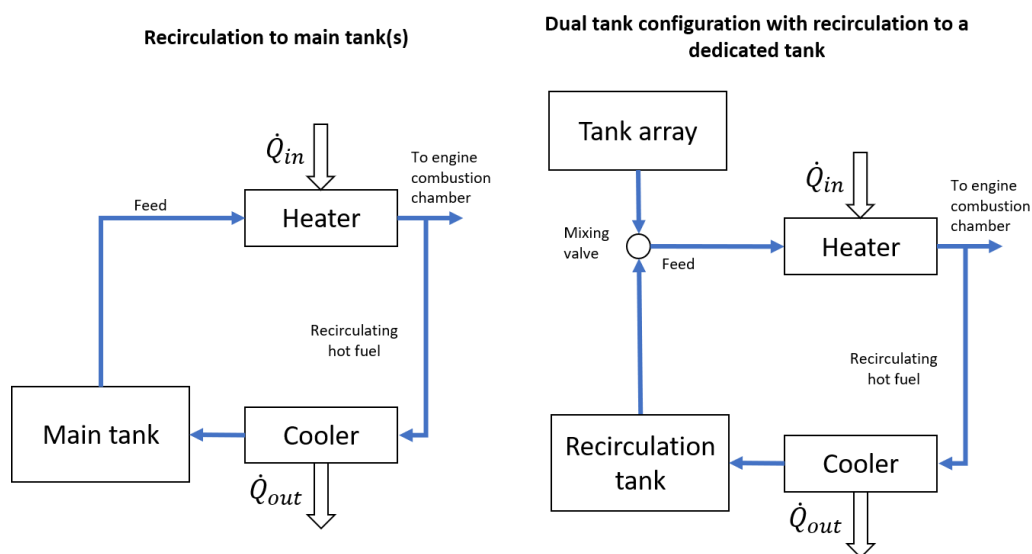 Recirculation to main tank(s)
Q̇in
To engine
combustion
chamber
Feed
Heater
Recirculating
hot fuel
Main tank
Cooler
Q̇out
Dual tank configuration with recirculation to a
dedicated tank
Tank array
Q̇in
To engine
combustion
chamber
Mixing
valve
Feed
Heater
Recirculating
hot fuel
Recirculation
tank
Cooler
Q̇out